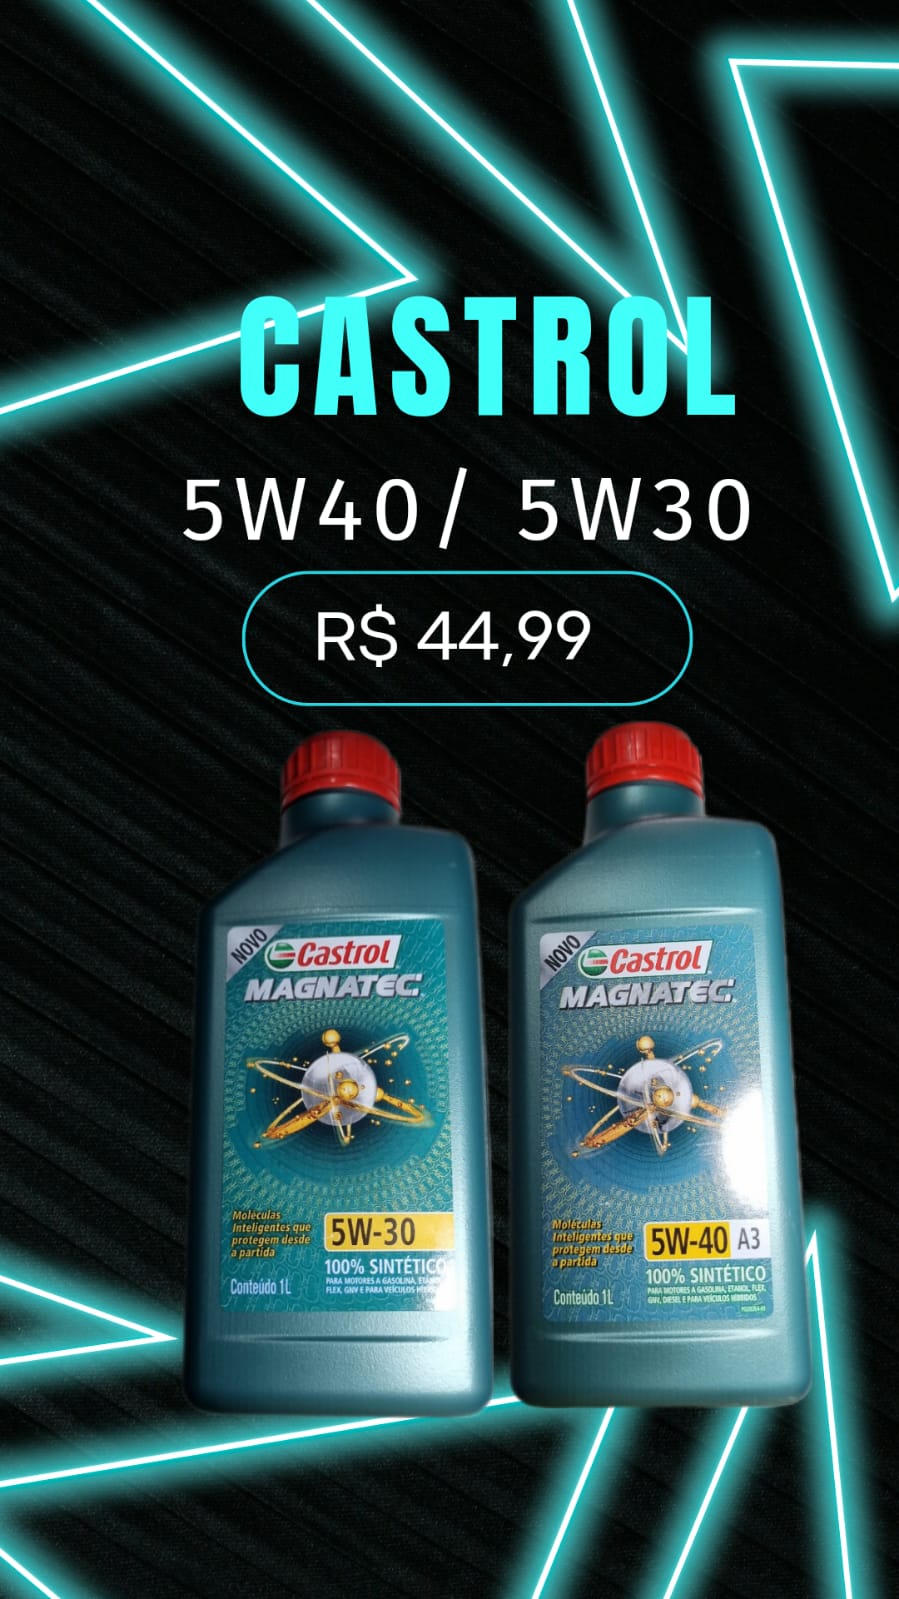 CASTROL
5W40/ 5W30
R$ 44,99
NOVO
Castrol
MAGNATEC
Moléculas
Inteligentes que
protegem desde
a partida
5W-30
100% SINTÉTICO
PARA MOTORES A GASOLINA, ETANOL,
FLEX, GNV E PARA VEÍCULOS HÍBRIDOS
Conteúdo 1L
NOVO
Castrol
MAGNATEC
Moléculas
Inteligentes que
protegem desde
a partida
5W-40 A3
100% SINTÉTICO
PARA MOTORES A GASOLINA, ETANOL, FLEX,
GNV, DIESEL E PARA VEÍCULOS HÍBRIDOS
Conteúdo 1L